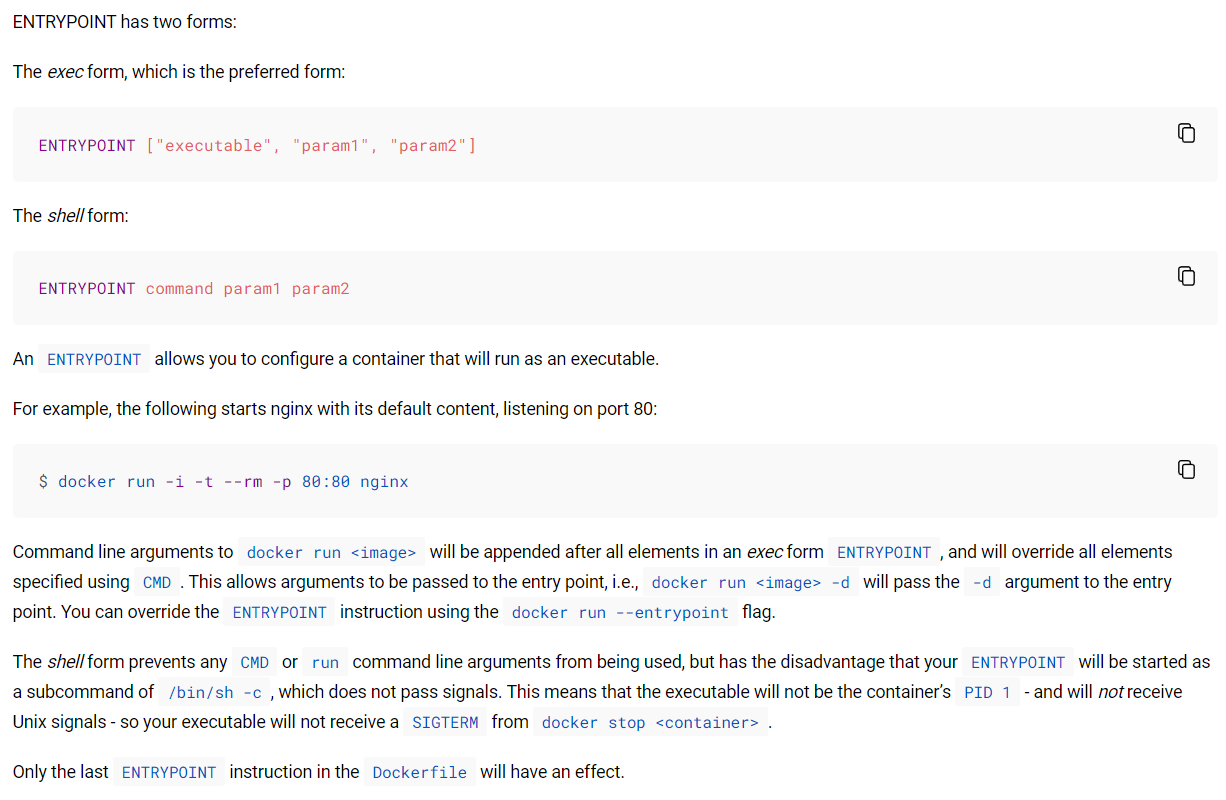 ENTRYPOINT has two forms:
The exec form, which is the preferred form:
ENTRYPOINT ["executable", "param1", "param2"]
The shell form:
ENTRYPOINT command param1 param2
An ENTRYPOINT allows you to configure a container that will run as an executable.
For example, the following starts nginx with its default content, listening on port 80:
$ docker run -i -t --rm -p 80:80 nginx
Command line arguments to docker run <image> will be appended after all elements in an exec form ENTRYPOINT , and will override all elements
specified using CMD . This allows arguments to be passed to the entry point, i.e., docker run <image> -d will pass the -d argument to the entry
point. You can override the ENTRYPOINT instruction using the docker run --entrypoint flag.
The shell form prevents any CMD or run command line arguments from being used, but has the disadvantage that your ENTRYPOINT will be started as
a subcommand of /bin/sh -c , which does not pass signals. This means that the executable will not be the container’s PID 1 - and will not receive
Unix signals - so your executable will not receive a SIGTERM from docker stop <container> .
Only the last ENTRYPOINT instruction in the Dockerfile will have an effect.